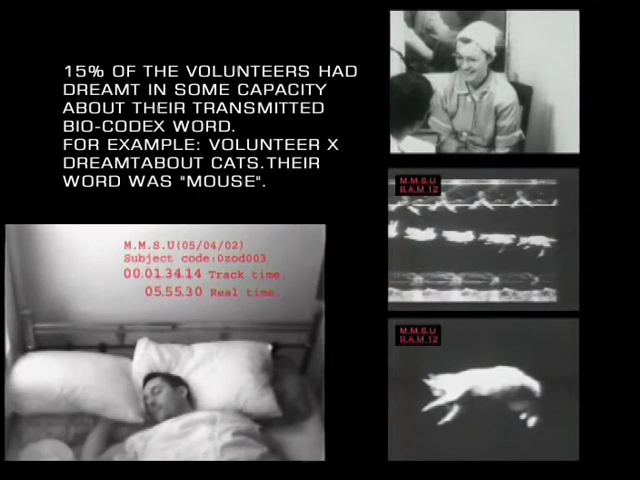 15% OF THE VOLUNTEERS HAD
DREAMT IN SOME CAPACITY
ABOUT THEIR TRANSMITTED
BIO-CODEX WORD.
FOR EXAMPLE: VOLUNTEER X
DREAMTABOUT CATS.THEIR
WORD WAS "MOUSE".
M.M.S.U
R.A.M 12
M.M.S.U(05/04/02)
Subject code:0zod003
00.01.34.14 Track time.
05.55.30 Real time.
M.M.S.U
R.A.M 12